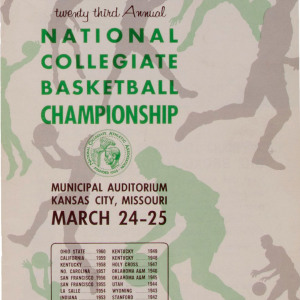 twenty third Annual
NATIONAL
COLLEGIATE
BASKETBALL
CHAMPIONSHIP
MUNICIPAL AUDITORIUM
KANSAS CITY, MISSOURI
MARCH 24-25
OHIO STATE 1960 KENTUCKY 1949
CALIFORNIA 1959 KENTUCKY 1948
KENTUCKY 1958 HOLY CROSS 1947
NO. CAROLINA 1957 OKLAHOMA A&M 1946
SAN FRANCISCO 1956 OKLAHOMA A&M 1945
SAN FRANCISCO 1955 UTAH 1944
LA SALLE 1954 WYOMING 1943
INDIANA 1953 STANFORD 1942